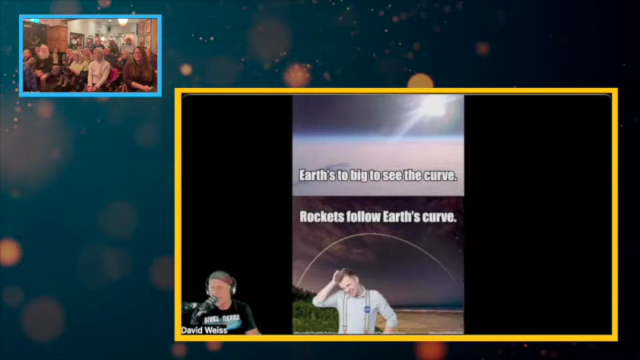 Earth's to big to see the curve.
Rockets follow Earth's curve.
David Weiss